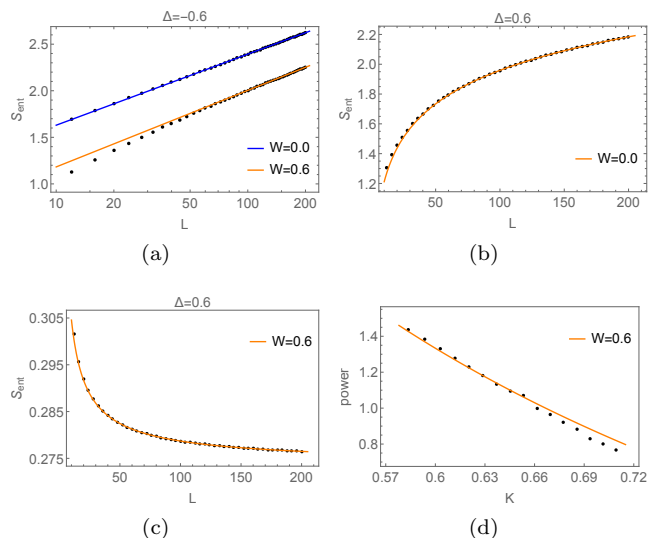 Δ=-0.6
2.5
2.0
1.5
1.0
S_ent
W=0.0
W=0.6
10 20 50 100 200
L
(a)
Δ=0.6
2.2
2.0
1.8
1.6
1.4
1.2
S_ent
W=0.0
50 100 150 200
L
(b)
Δ=0.6
0.305
0.295
0.285
0.275
S_ent
W=0.6
50 100 150 200
L
(c)
1.4
1.2
1.0
0.8
power
W=0.6
0.57 0.6 0.63 0.66 0.69 0.72
K
(d)